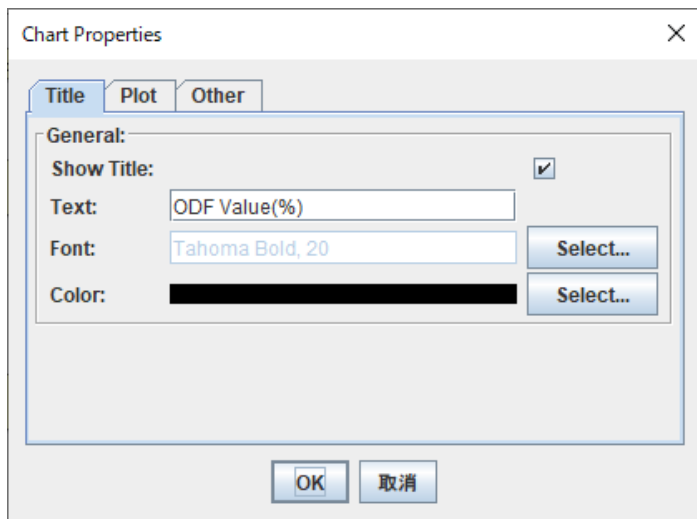 Chart Properties
Title Plot Other
General:
Show Title:
Text: ODF Value(%)
Font: Tahoma Bold, 20 Select...
Color: Select...
OK 取消